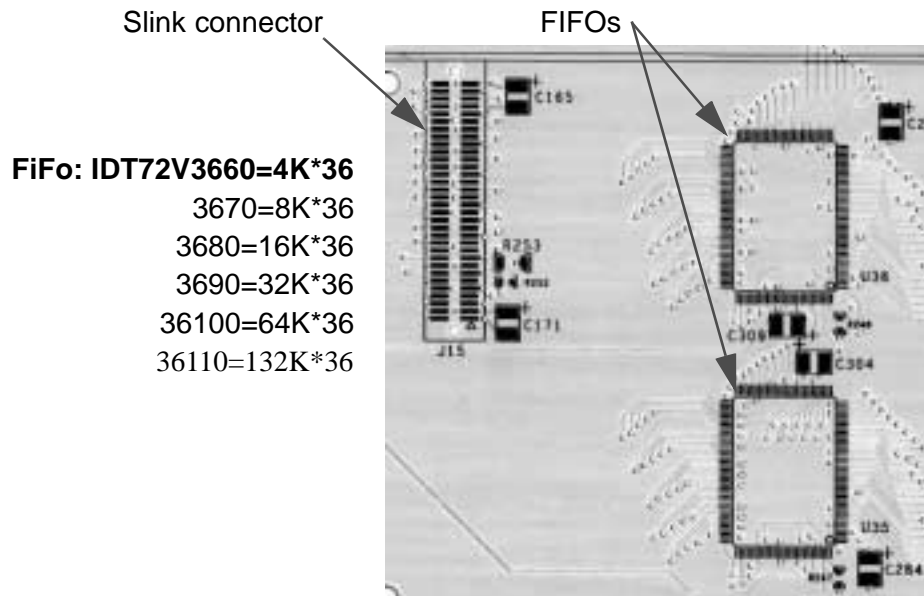 Slink connector
FIFOs
C165
FiFo: IDT72V3660=4K*36
3670=8K*36
3680=16K*36
3690=32K*36
36100=64K*36
36110=132K*36
R253
U36
C171
J15
C309
C304
U35
C284